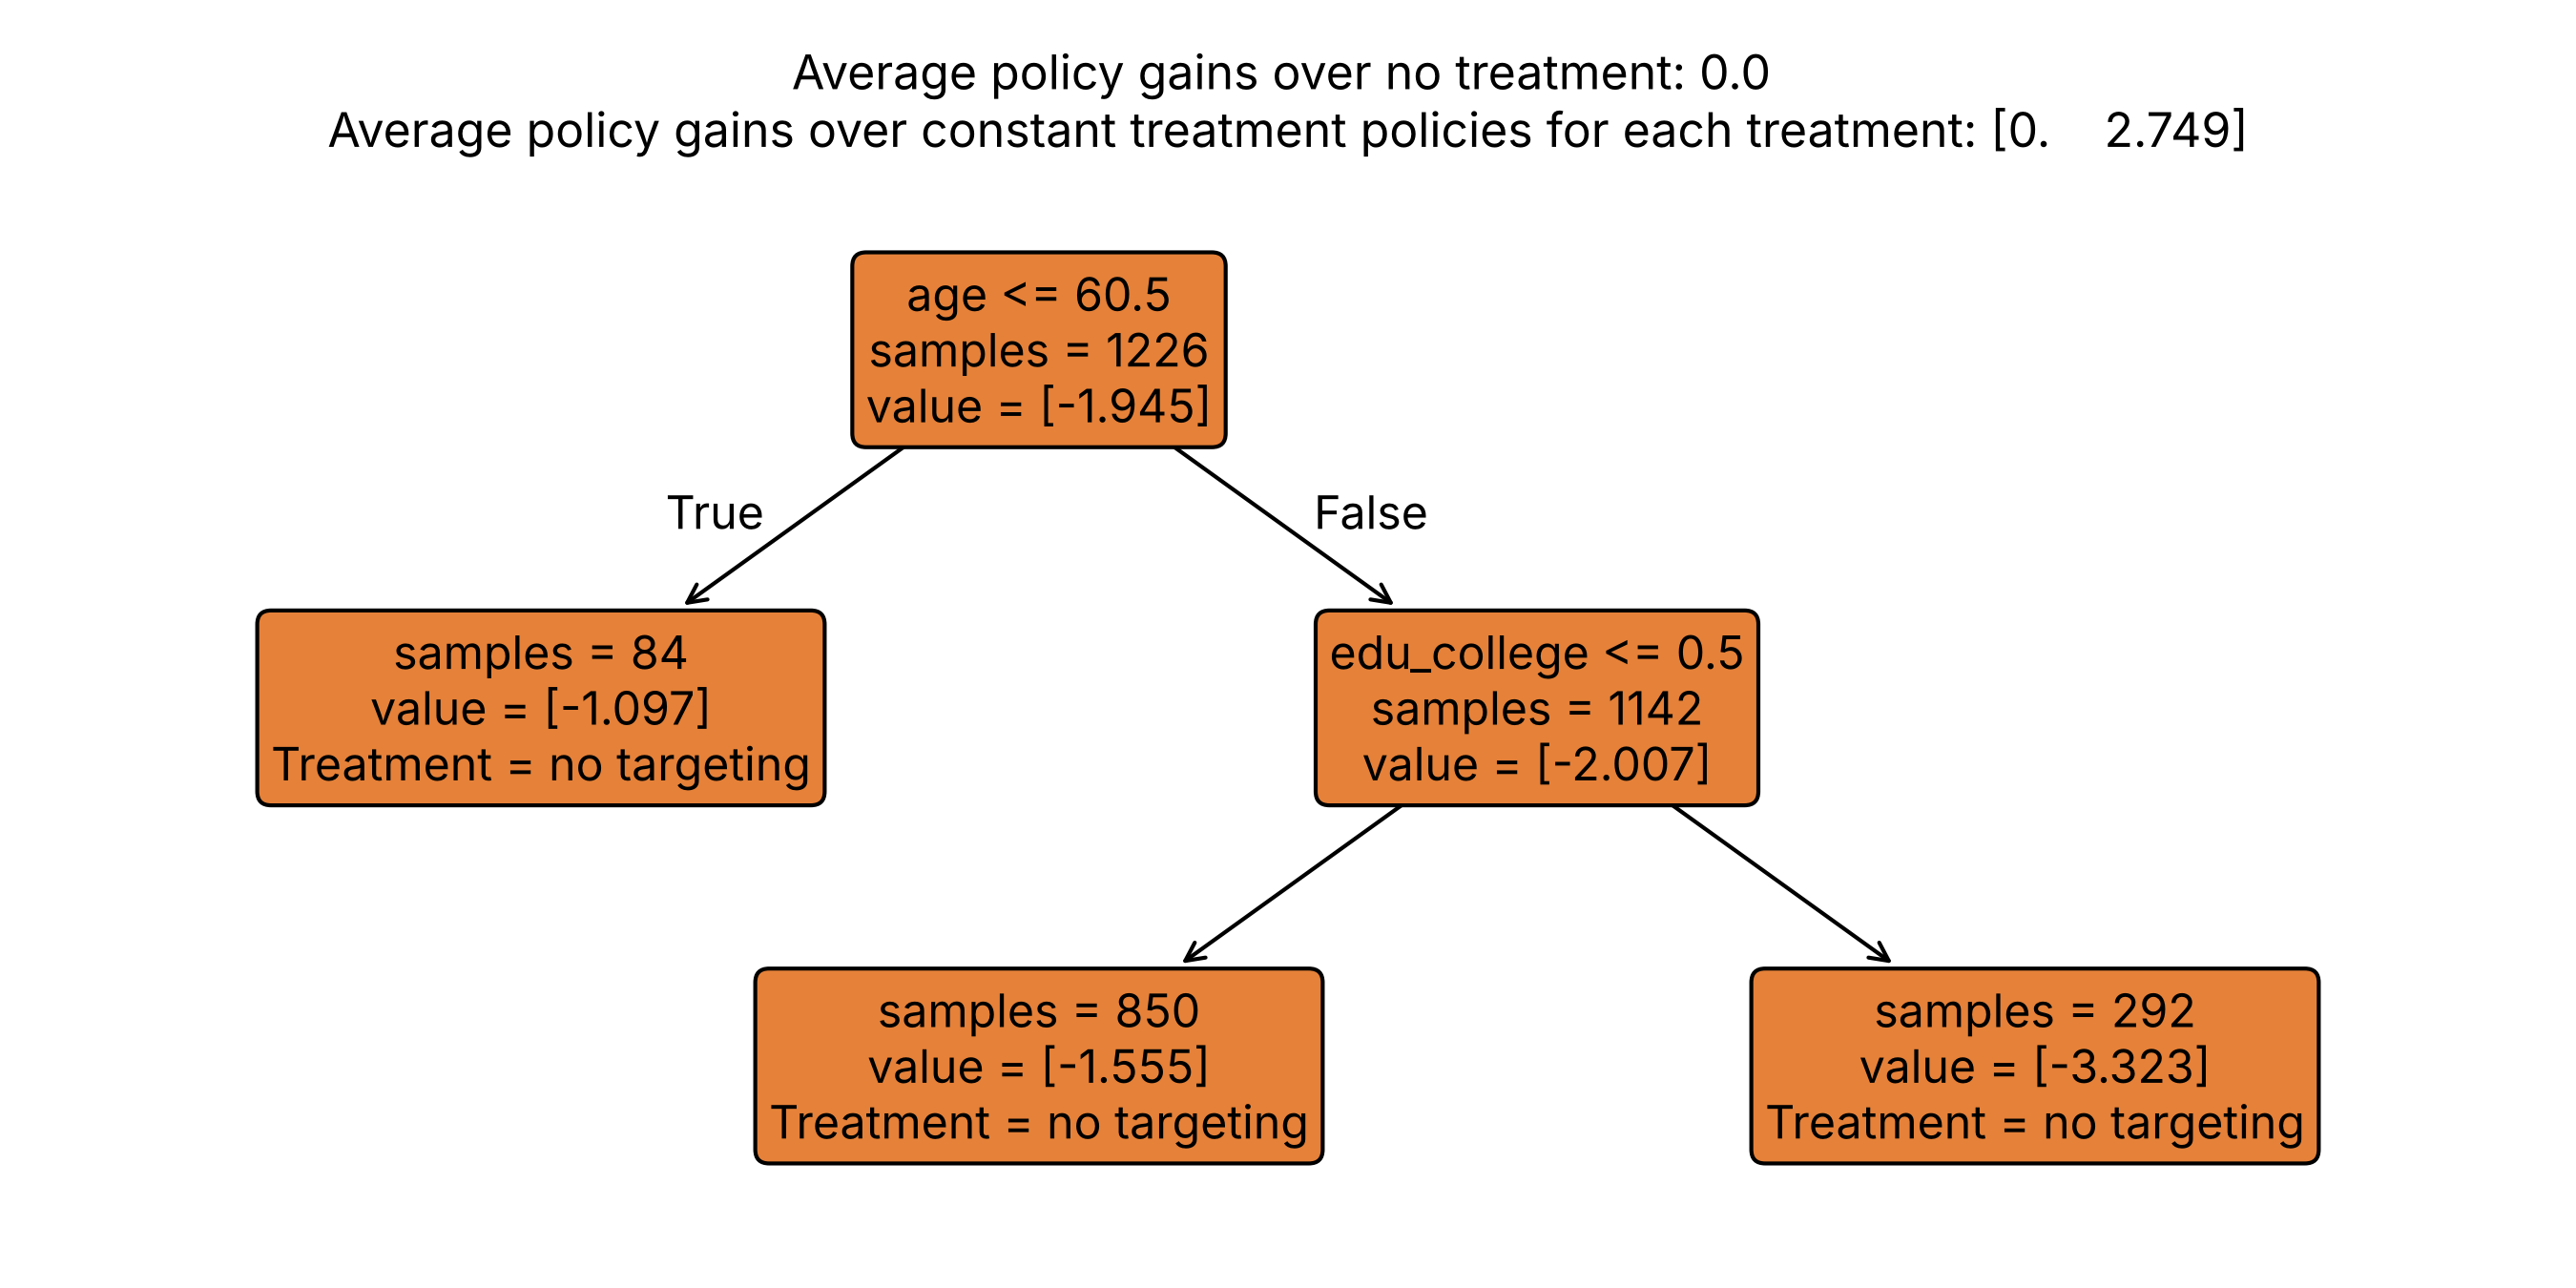 Average policy gains over no treatment: 0.0
Average policy gains over constant treatment policies for each treatment: [0.    2.749]
age <= 60.5
samples = 1226
value = [-1.945]
True
False
samples = 84
value = [-1.097]
Treatment = no targeting
edu_college <= 0.5
samples = 1142
value = [-2.007]
samples = 850
value = [-1.555]
Treatment = no targeting
samples = 292
value = [-3.323]
Treatment = no targeting